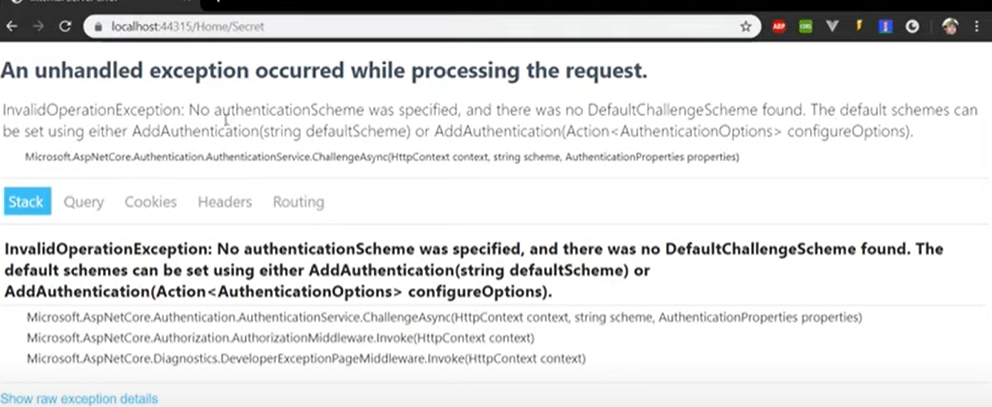 localhost:44315/Home/Secret
An unhandled exception occurred while processing the request.
InvalidOperationException: No authenticationScheme was specified, and there was no DefaultChallengeScheme found. The default schemes can
be set using either AddAuthentication(string defaultScheme) or AddAuthentication(Action<AuthenticationOptions> configureOptions).
Microsoft.AspNetCore.Authentication.AuthenticationService.ChallengeAsync(HttpContext context, string scheme, AuthenticationProperties properties)
Stack Query Cookies Headers Routing
InvalidOperationException: No authenticationScheme was specified, and there was no DefaultChallengeScheme found. The
default schemes can be set using either AddAuthentication(string defaultScheme) or
AddAuthentication(Action<AuthenticationOptions> configureOptions).
Microsoft.AspNetCore.Authentication.AuthenticationService.ChallengeAsync(HttpContext context, string scheme, AuthenticationProperties properties)
Microsoft.AspNetCore.Authorization.AuthorizationMiddleware.Invoke(HttpContext context)
Microsoft.AspNetCore.Diagnostics.DeveloperExceptionPageMiddleware.Invoke(HttpContext context)
Show raw exception details